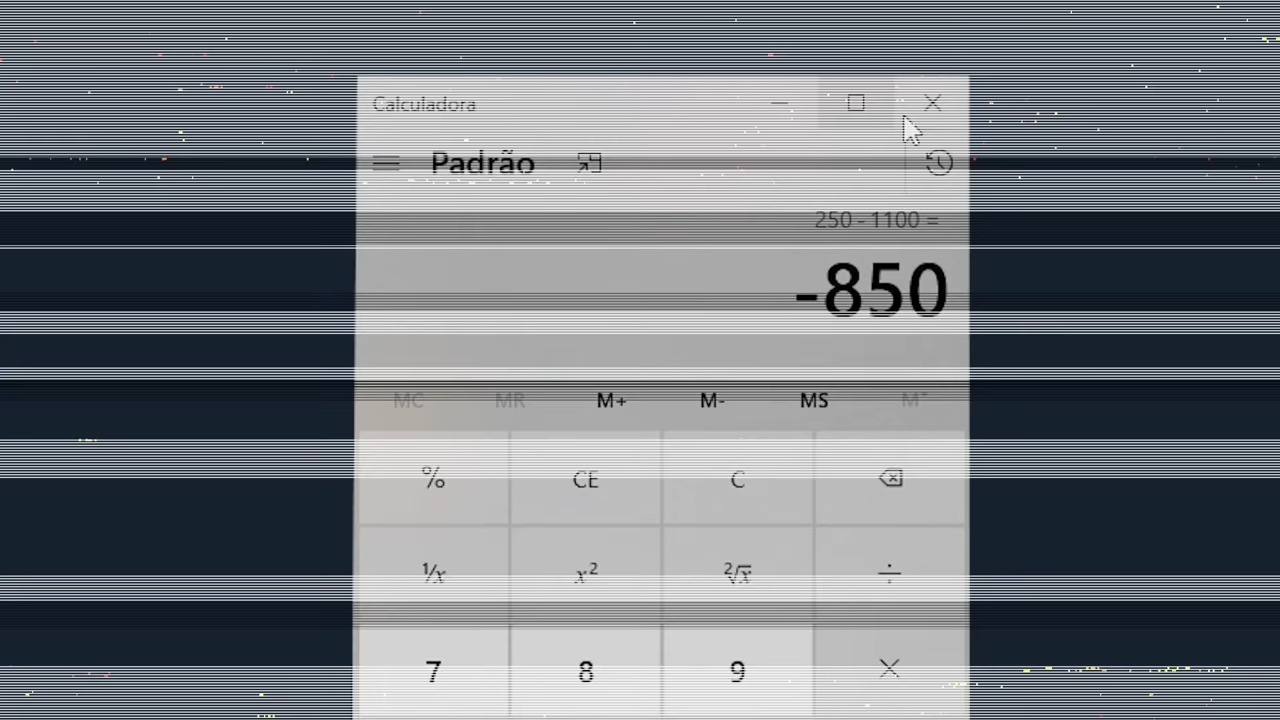 Calculadora
Padrão
250 - 1100 =
-850
MC MR M+ M- MS M˅
% CE C
¹/x x² ²√x ÷
7 8 9 ×